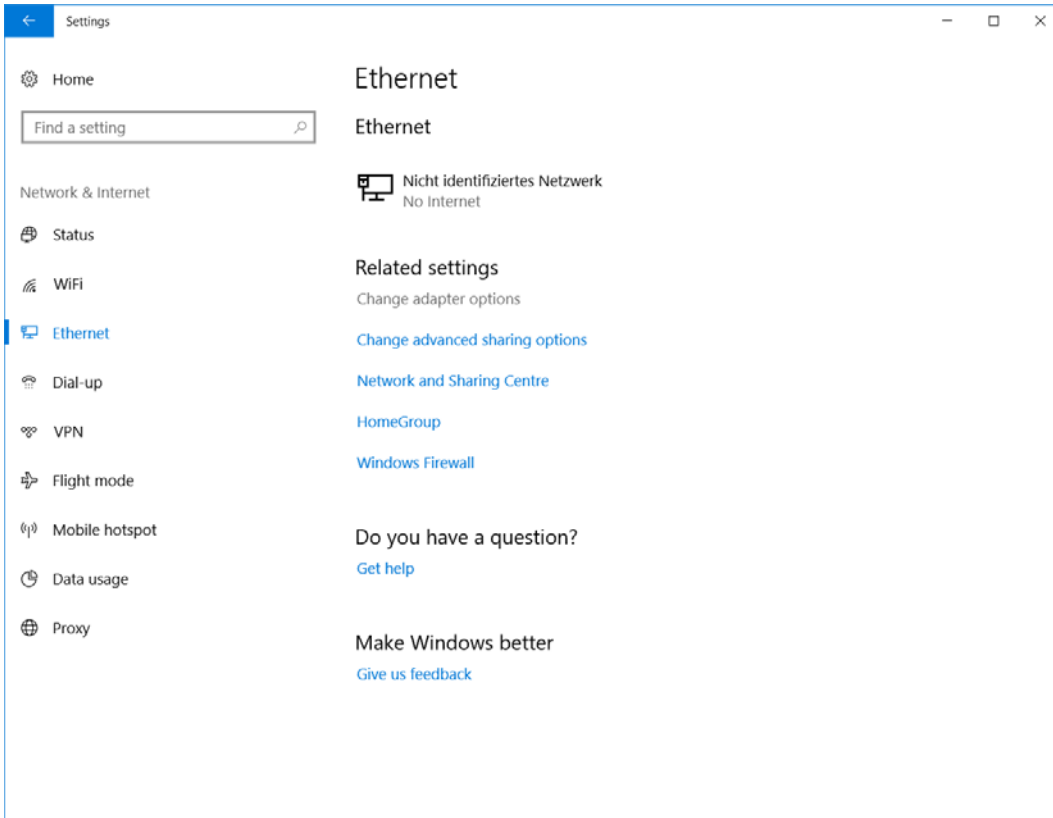 Settings
Home
Find a setting
Network & Internet
Status
WiFi
Ethernet
Dial-up
VPN
Flight mode
Mobile hotspot
Data usage
Proxy
Ethernet
Ethernet
Nicht identifiziertes Netzwerk
No Internet
Related settings
Change adapter options
Change advanced sharing options
Network and Sharing Centre
HomeGroup
Windows Firewall
Do you have a question?
Get help
Make Windows better
Give us feedback